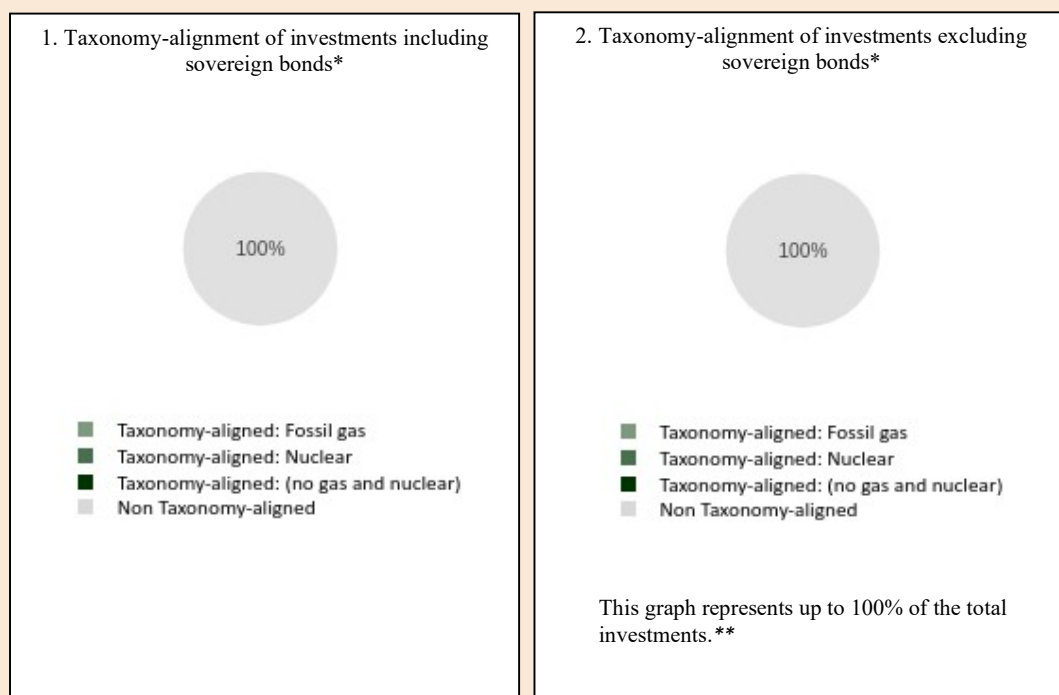 1. Taxonomy-alignment of investments including
sovereign bonds*
100%
Taxonomy-aligned: Fossil gas
Taxonomy-aligned: Nuclear
Taxonomy-aligned: (no gas and nuclear)
Non Taxonomy-aligned
2. Taxonomy-alignment of investments excluding
sovereign bonds*
100%
Taxonomy-aligned: Fossil gas
Taxonomy-aligned: Nuclear
Taxonomy-aligned: (no gas and nuclear)
Non Taxonomy-aligned
This graph represents up to 100% of the total
investments.**